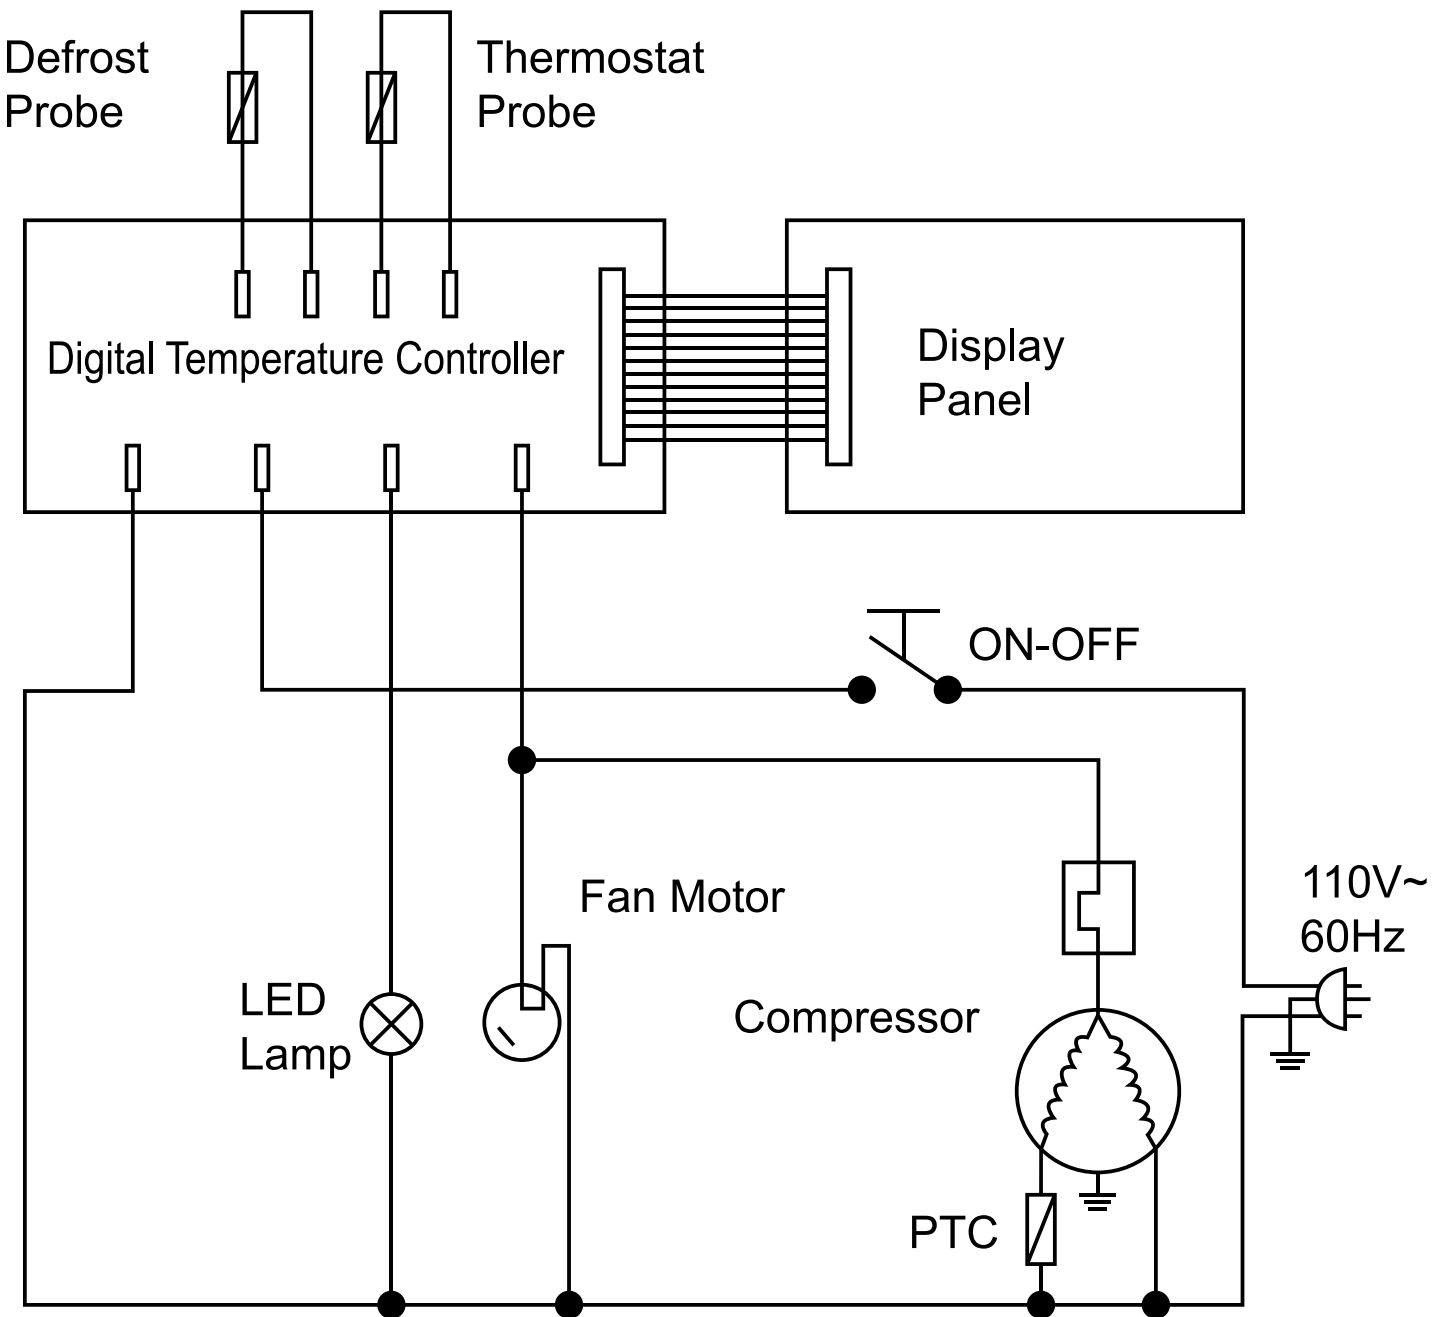 Defrost
Probe
Thermostat
Probe
Digital Temperature Controller
Display
Panel
ON-OFF
Fan Motor
110V~
60Hz
LED
Lamp
Compressor
PTC